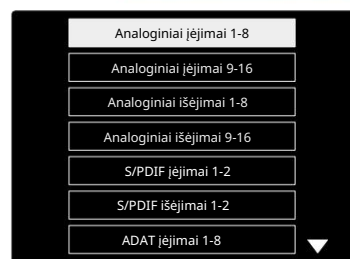 Analoginiai įėjimai 1-8
Analoginiai įėjimai 9-16
Analoginiai išėjimai 1-8
Analoginiai išėjimai 9-16
S/PDIF įėjimai 1-2
S/PDIF išėjimai 1-2
ADAT įėjimai 1-8